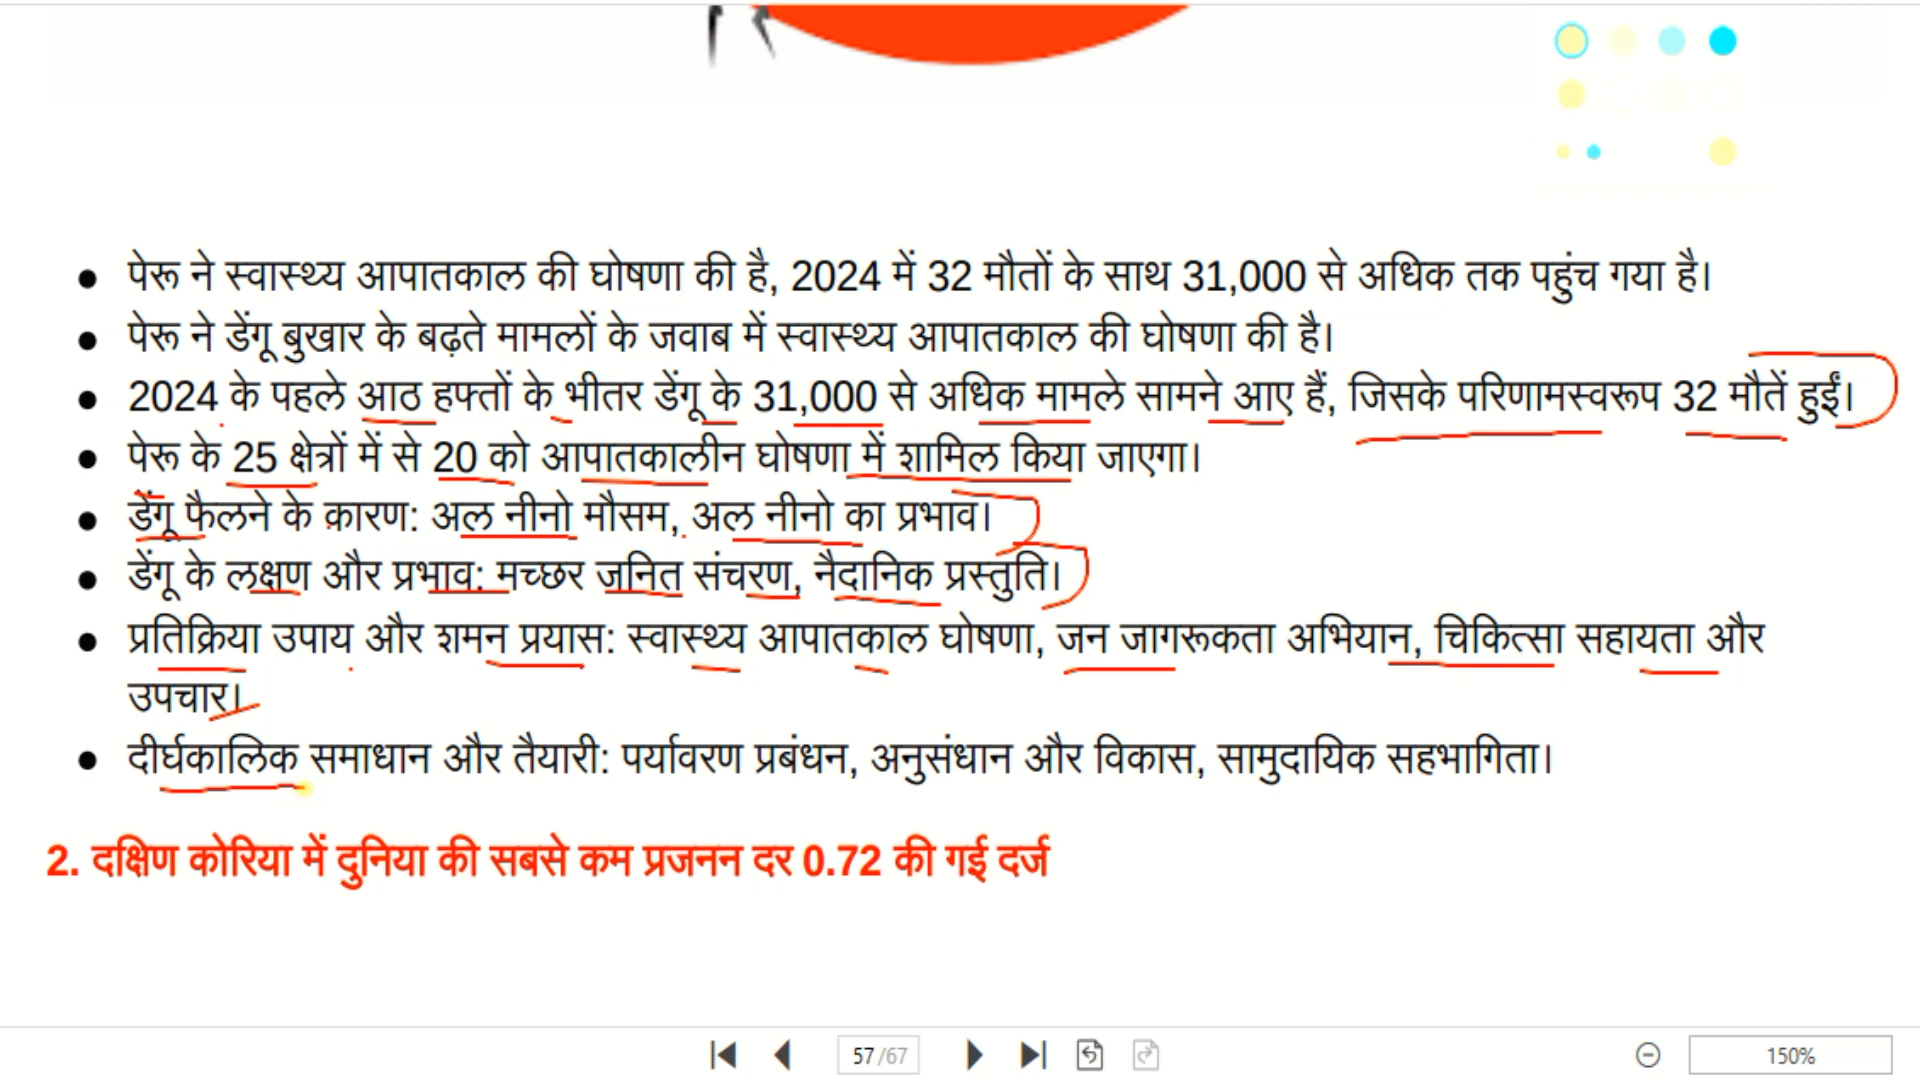 ● पेरू ने स्वास्थ्य आपातकाल की घोषणा की है, 2024 में 32 मौतों के साथ 31,000 से अधिक तक पहुंच गया है।
● पेरू ने डेंगू बुखार के बढ़ते मामलों के जवाब में स्वास्थ्य आपातकाल की घोषणा की है।
● 2024 के पहले आठ हफ्तों के भीतर डेंगू के 31,000 से अधिक मामले सामने आए हैं, जिसके परिणामस्वरूप 32 मौतें हुईं।
● पेरू के 25 क्षेत्रों में से 20 को आपातकालीन घोषणा में शामिल किया जाएगा।
● डेंगू फैलने के कारण: अल नीनो मौसम, अल नीनो का प्रभाव।
● डेंगू के लक्षण और प्रभाव: मच्छर जनित संचरण, नैदानिक प्रस्तुति।
● प्रतिक्रिया उपाय और शमन प्रयास: स्वास्थ्य आपातकाल घोषणा, जन जागरूकता अभियान, चिकित्सा सहायता और
उपचार।
● दीर्घकालिक समाधान और तैयारी: पर्यावरण प्रबंधन, अनुसंधान और विकास, सामुदायिक सहभागिता।
2. दक्षिण कोरिया में दुनिया की सबसे कम प्रजनन दर 0.72 की गई दर्ज
57 /67
150%